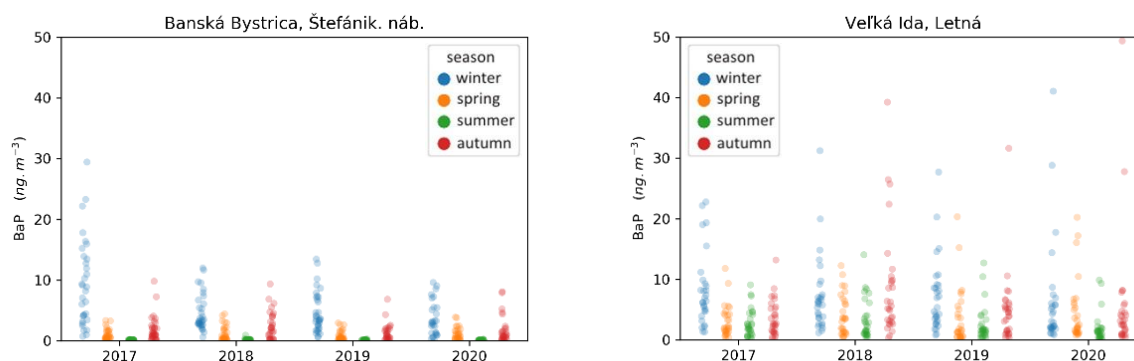 Banská Bystrica, Štefánik. náb.
50
40
30
20
10
0
BaP (ng.m⁻³)
season
winter
spring
summer
autumn
2017 2018 2019 2020
Veľká Ida, Letná
50
40
30
20
10
0
BaP (ng.m⁻³)
season
winter
spring
summer
autumn
2017 2018 2019 2020